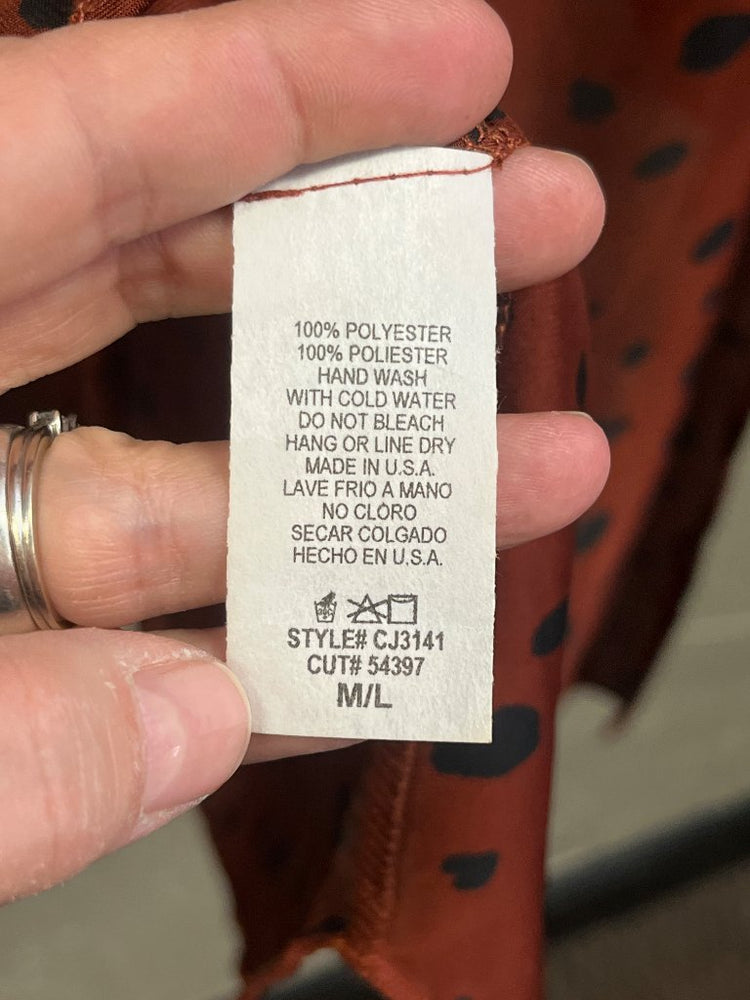 100% POLYESTER
100% POLIESTER
HAND WASH
WITH COLD WATER
DO NOT BLEACH
HANG OR LINE DRY
MADE IN U.S.A.
LAVE FRIO A MANO
NO CLORO
SECAR COLGADO
HECHO EN U.S.A.
STYLE# CJ3141
CUT# 54397
M/L